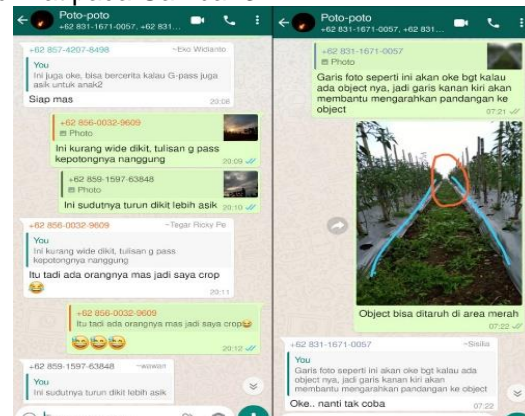 Poto-poto
+62 831-1671-0057, +62 831...
+62 857-4207-8498 ~Eko Widianto
You
Ini juga oke, bisa bercerita kalau G-pass juga
asik untuk anak2
Siap mas
20:08
+62 856-0032-9609
Photo
Ini kurang wide dikit, tulisan g pass
kepotongnya nanggung
20:09
+62 859-1597-63848
Photo
Ini sudutnya turun dikit lebih asik
20:10
+62 856-0032-9609 ~Tegar Ricky Pe
You
Ini kurang wide dikit, tulisan g pass
kepotongnya nanggung
Itu tadi ada orangnya mas jadi saya crop
😂
20:11
+62 856-0032-9609
Itu tadi ada orangnya mas jadi saya crop😂
😅😅😅
20:12
+62 859-1597-63848 ~wawan
You
Ini sudutnya turun dikit lebih asik
Poto-poto
+62 831-1671-0057, +62 831...
+62 831-1671-0057
Photo
Garis foto seperti ini akan oke bgt kalau
ada object nya, jadi garis kanan kiri akan
membantu mengarahkan pandangan ke
object
07:21
Object bisa ditaruh di area merah
07:22
+62 831-1671-0057 ~Sisilia
You
Garis foto seperti ini akan oke bgt kalau ada
object nya, jadi garis kanan kiri akan
membantu mengarahkan pandangan ke object
Oke.. nanti tak coba
07:22